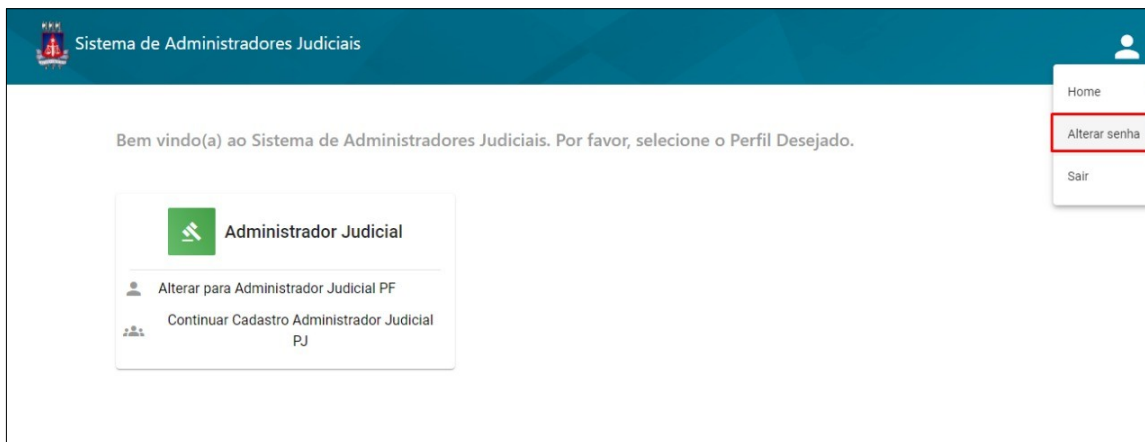 Sistema de Administradores Judiciais
Home
Alterar senha
Sair
Bem vindo(a) ao Sistema de Administradores Judiciais. Por favor, selecione o Perfil Desejado.
Administrador Judicial
Alterar para Administrador Judicial PF
Continuar Cadastro Administrador Judicial
PJ